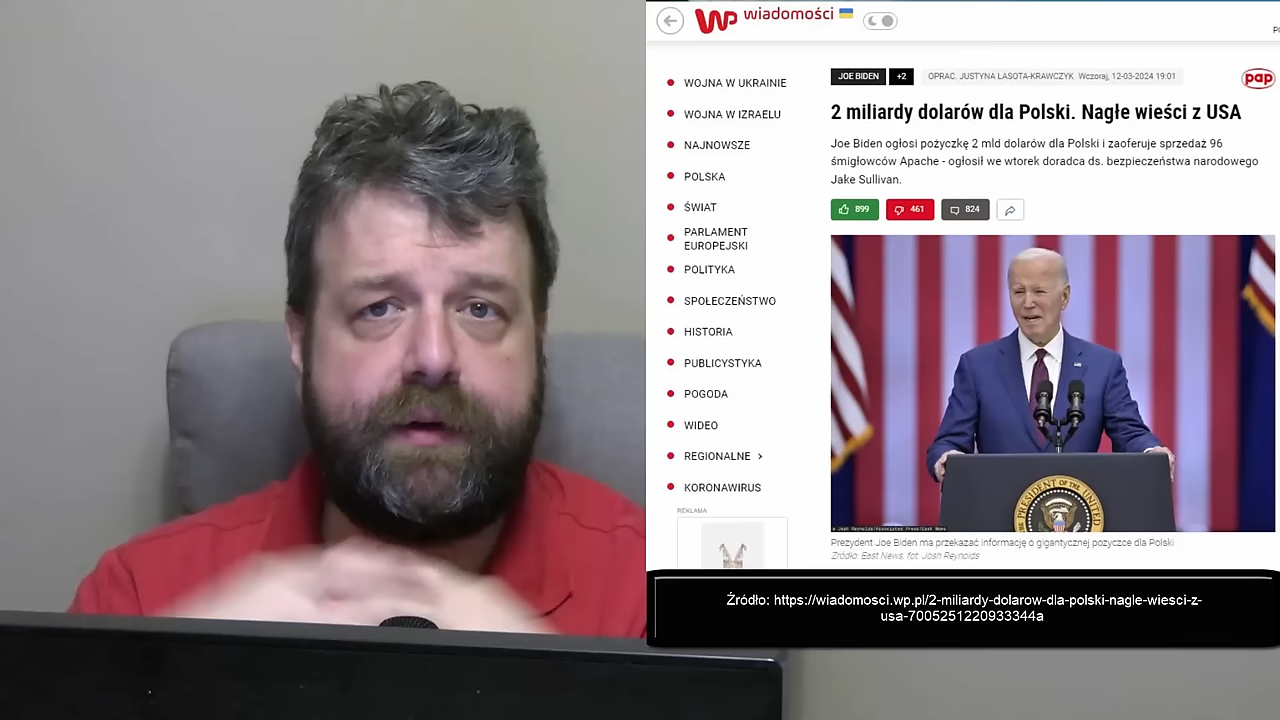 wp wiadomości
WOJNA W UKRAINIE
WOJNA W IZRAELU
NAJNOWSZE
POLSKA
ŚWIAT
PARLAMENT
EUROPEJSKI
POLITYKA
SPOŁECZEŃSTWO
HISTORIA
PUBLICYSTYKA
POGODA
WIDEO
REGIONALNE
KORONAWIRUS
REKLAMA
JOE BIDEN +2 OPRAC. JUSTYNA LASOTA-KRAWCZYK Wczoraj, 12-03-2024 19:01
pap
2 miliardy dolarów dla Polski. Nagłe wieści z USA
Joe Biden ogłosi pożyczkę 2 mld dolarów dla Polski i zaoferuje sprzedaż 96
śmigłowców Apache - ogłosił we wtorek doradca ds. bezpieczeństwa narodowego
Jake Sullivan.
899 461 824
PRESIDENT OF THE UNITED
Prezydent Joe Biden ma przekazać informację o gigantycznej pożyczce dla Polski
Źródło: East News, fot: Josh Reynolds
Źródło: https://wiadomosci.wp.pl/2-miliardy-dolarow-dla-polski-nagle-wiesci-z-
usa-7005251220933344a